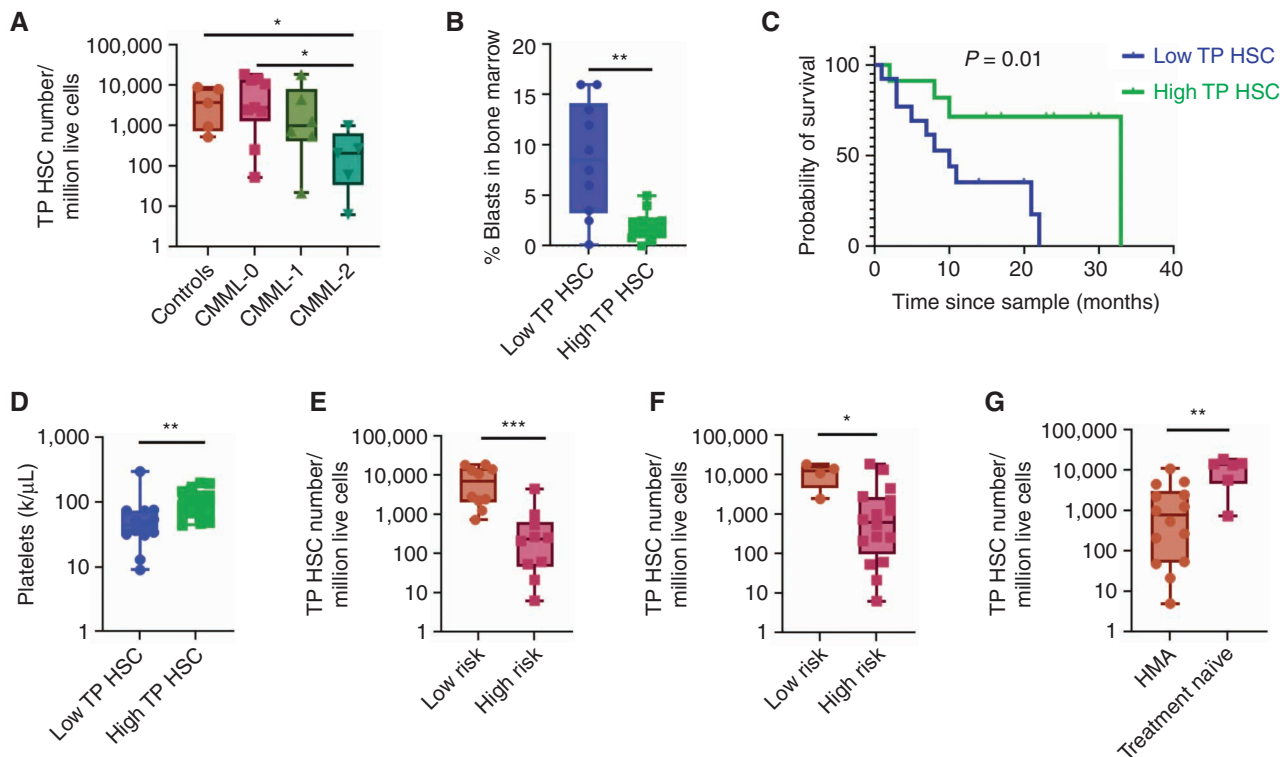 A
TP HSC number/
million live cells
100,000
10,000
1,000
100
10
1
*
*
Controls
CMML-0
CMML-1
CMML-2
B
% Blasts in bone marrow
20
15
10
5
0
**
Low TP HSC
High TP HSC
C
Probability of survival
100
50
0
P = 0.01
Low TP HSC
High TP HSC
0
10
20
30
40
Time since sample (months)
D
Platelets (k/μL)
1,000
100
10
1
**
Low TP HSC
High TP HSC
E
TP HSC number/
million live cells
100,000
10,000
1,000
100
10
1
***
Low risk
High risk
F
TP HSC number/
million live cells
100,000
10,000
1,000
100
10
1
*
Low risk
High risk
G
TP HSC number/
million live cells
100,000
10,000
1,000
100
10
1
**
HMA
Treatment naïve